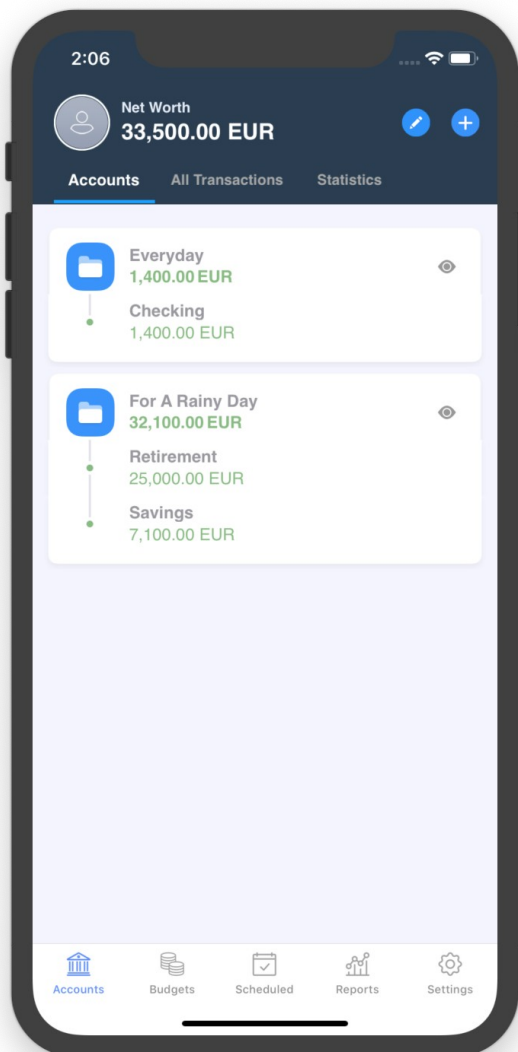 2:06
Net Worth
33,500.00 EUR
Accounts All Transactions Statistics
Everyday
1,400.00 EUR
Checking
1,400.00 EUR
For A Rainy Day
32,100.00 EUR
Retirement
25,000.00 EUR
Savings
7,100.00 EUR
Accounts Budgets Scheduled Reports Settings